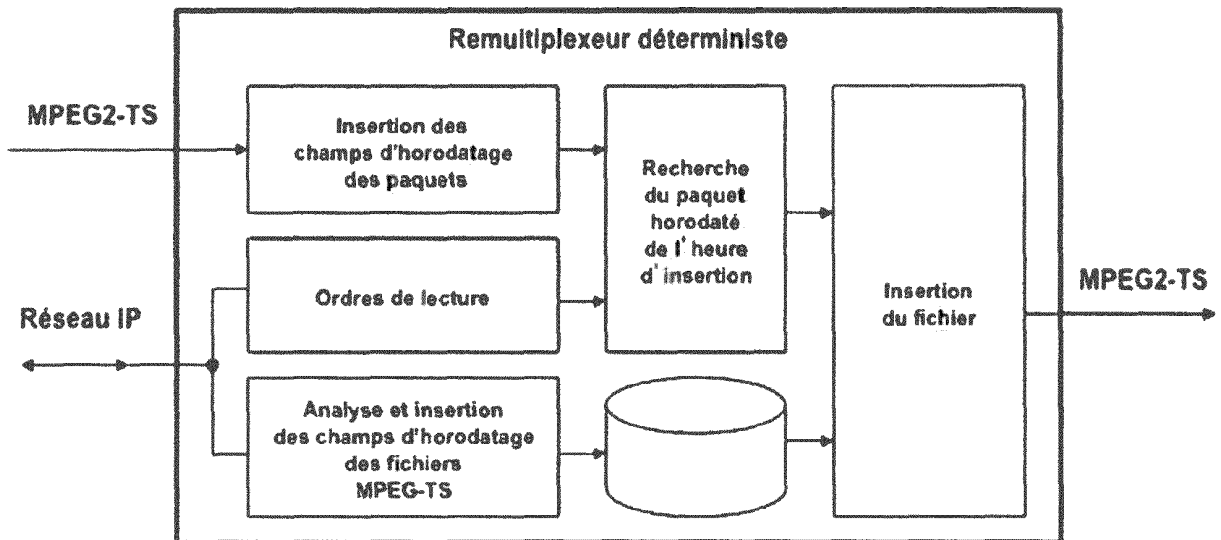 Remultiplexeur déterministe
MPEG2-TS
Insertion des
champs d'horodatage
des paquets
Recherche
du paquet
horodaté
de l'heure
d'insertion
Ordres de lecture
Réseau IP
Analyse et insertion
des champs d'horodatage
des fichiers
MPEG-TS
Insertion
du fichier
MPEG2-TS